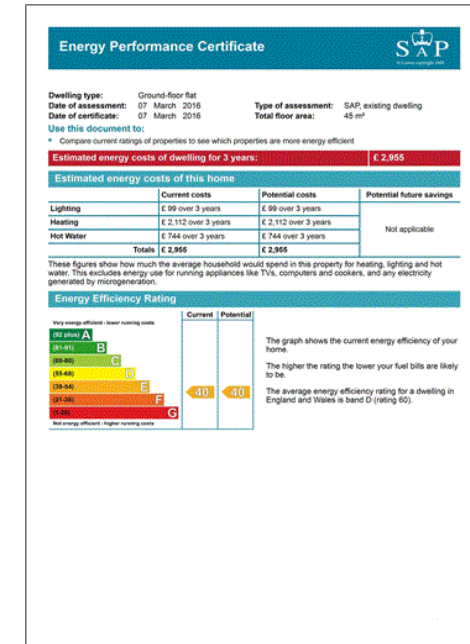 Energy Performance Certificate
SAP
© Crown copyright 2009
Dwelling type: Ground-floor flat
Date of assessment: 07 March 2016 Type of assessment: SAP, existing dwelling
Date of certificate: 07 March 2016 Total floor area: 45 m²
Use this document to:
• Compare current ratings of properties to see which properties are more energy efficient
Estimated energy costs of dwelling for 3 years: £ 2,955
Estimated energy costs of this home
Current costs Potential costs Potential future savings
Lighting £ 99 over 3 years £ 99 over 3 years
Heating £ 2,112 over 3 years £ 2,112 over 3 years Not applicable
Hot Water £ 744 over 3 years £ 744 over 3 years
Totals £ 2,955 £ 2,955
These figures show how much the average household would spend in this property for heating, lighting and hot
water. This excludes energy use for running appliances like TVs, computers and cookers, and any electricity
generated by microgeneration.
Energy Efficiency Rating
Current Potential
Very energy efficient - lower running costs
(92 plus) A
(81-91) B
(69-80) C
(55-68) D
(39-54) E 40 40
(21-38) F
(1-20) G
Not energy efficient - higher running costs
The graph shows the current energy efficiency of your
home.
The higher the rating the lower your fuel bills are likely
to be.
The average energy efficiency rating for a dwelling in
England and Wales is band D (rating 60).